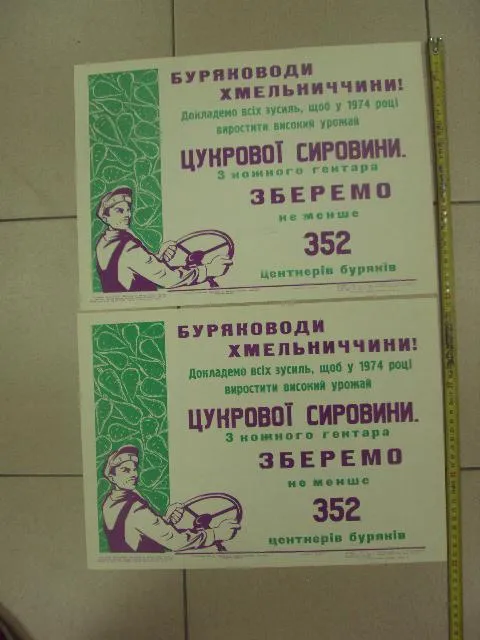 БУРЯКОВОДИ
ХМЕЛЬНИЧЧИНИ!
Докладемо всіх зусиль, щоб у 1974 році
виростити високий урожай
ЦУКРОВОЇ СИРОВИНИ.
З кожного гектара
ЗБЕРЕМО
не менше
352
центнерів буряків
БУРЯКОВОДИ
ХМЕЛЬНИЧЧИНИ!
Докладемо всіх зусиль, щоб у 1974 році
виростити високий урожай
ЦУКРОВОЇ СИРОВИНИ.
З кожного гектара
ЗБЕРЕМО
не менше
352
центнерів буряків